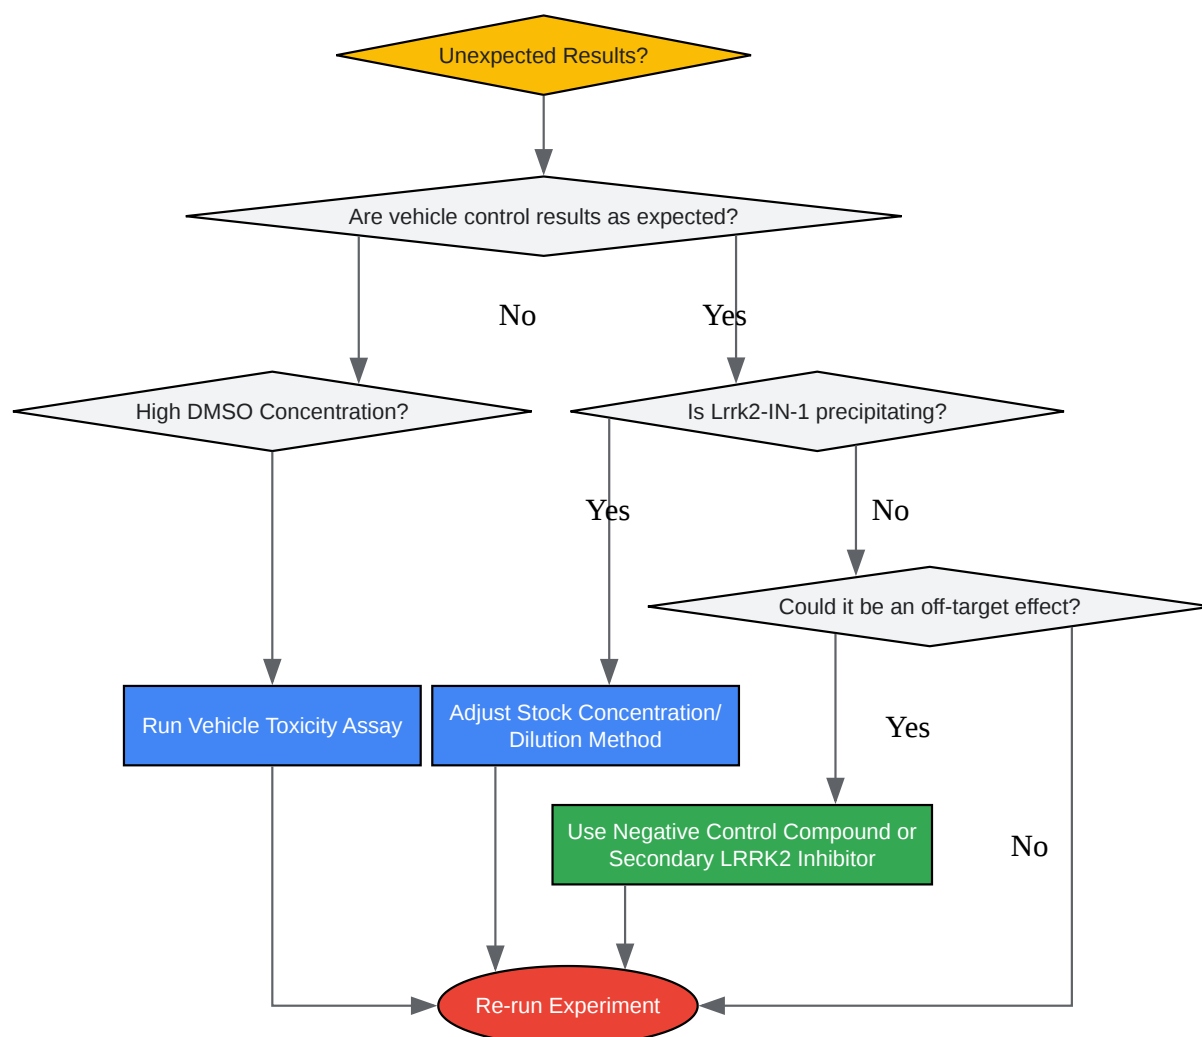 Unexpected Results?
Are vehicle control results as expected?
No
Yes
High DMSO Concentration?
Is Lrrk2-IN-1 precipitating?
Yes
No
Could it be an off-target effect?
Run Vehicle Toxicity Assay
Adjust Stock Concentration/
Dilution Method
Yes
Use Negative Control Compound or
Secondary LRRK2 Inhibitor
No
Re-run Experiment